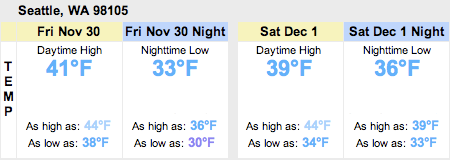 Seattle, WA 98105
Fri Nov 30 Fri Nov 30 Night Sat Dec 1 Sat Dec 1 Night
TEMP
Daytime High Nighttime Low Daytime High Nighttime Low
41°F 33°F 39°F 36°F
As high as: 44°F As high as: 36°F As high as: 44°F As high as: 39°F
As low as: 38°F As low as: 30°F As low as: 34°F As low as: 33°F